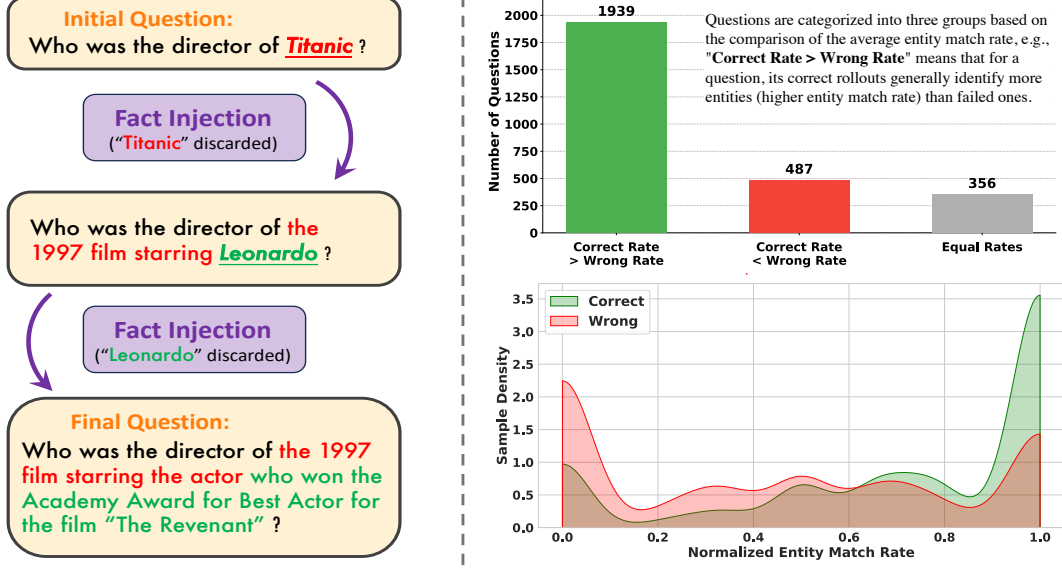 Initial Question:
Who was the director of Titanic ?
Fact Injection
("Titanic" discarded)
Who was the director of the
1997 film starring Leonardo ?
Fact Injection
("Leonardo" discarded)
Final Question:
Who was the director of the 1997
film starring the actor who won the
Academy Award for Best Actor for
the film “The Revenant” ?
Questions are categorized into three groups based on
the comparison of the average entity match rate, e.g.,
"Correct Rate > Wrong Rate" means that for a
question, its correct rollouts generally identify more
entities (higher entity match rate) than failed ones.
Number of Questions
2000
1750
1500
1250
1000
750
500
250
0
1939
487
356
Correct Rate
> Wrong Rate
Correct Rate
< Wrong Rate
Equal Rates
Correct
Wrong
Sample Density
3.5
3.0
2.5
2.0
1.5
1.0
0.5
0.0
0.0 0.2 0.4 0.6 0.8 1.0
Normalized Entity Match Rate